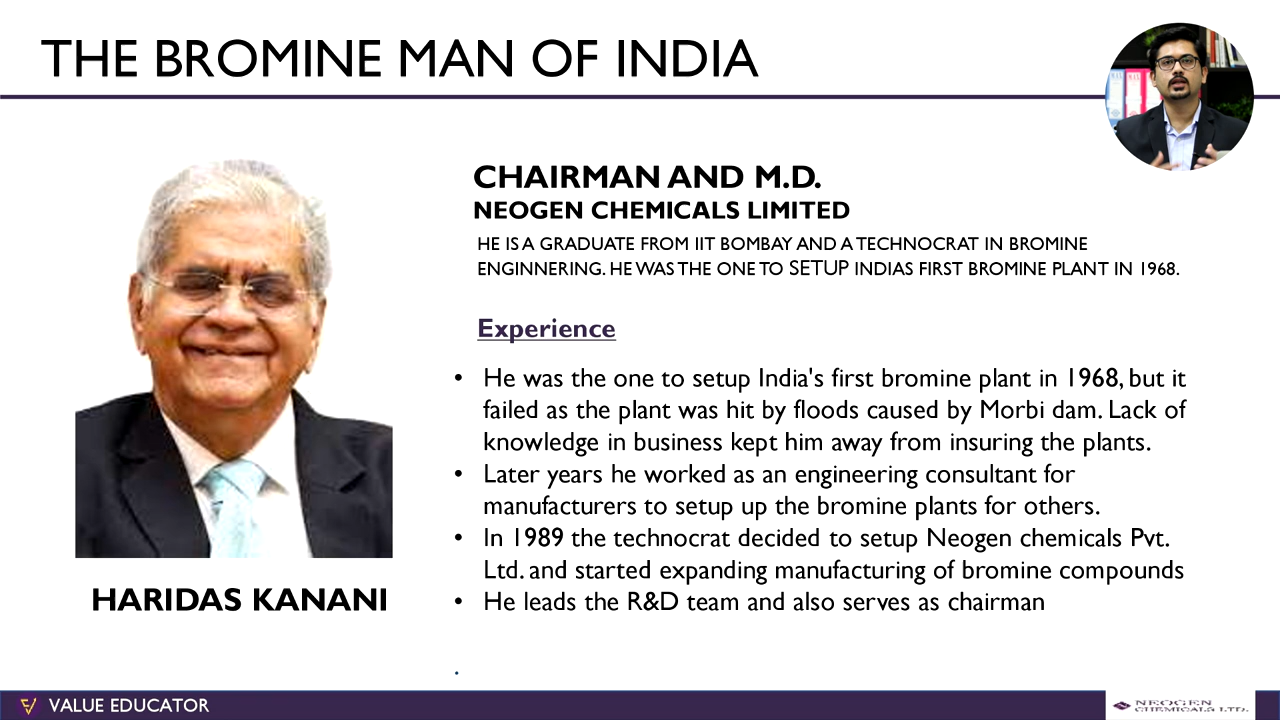 THE BROMINE MAN OF INDIA
CHAIRMAN AND M.D.
NEOGEN CHEMICALS LIMITED
HE IS A GRADUATE FROM IIT BOMBAY AND A TECHNOCRAT IN BROMINE
ENGINNERING. HE WAS THE ONE TO SETUP INDIAS FIRST BROMINE PLANT IN 1968.
Experience
• He was the one to setup India's first bromine plant in 1968, but it
failed as the plant was hit by floods caused by Morbi dam. Lack of
knowledge in business kept him away from insuring the plants.
• Later years he worked as an engineering consultant for
manufacturers to setup up the bromine plants for others.
• In 1989 the technocrat decided to setup Neogen chemicals Pvt.
Ltd. and started expanding manufacturing of bromine compounds
• He leads the R&D team and also serves as chairman
.
HARIDAS KANANI
VALUE EDUCATOR
NEOGEN
CHEMICALS LTD.